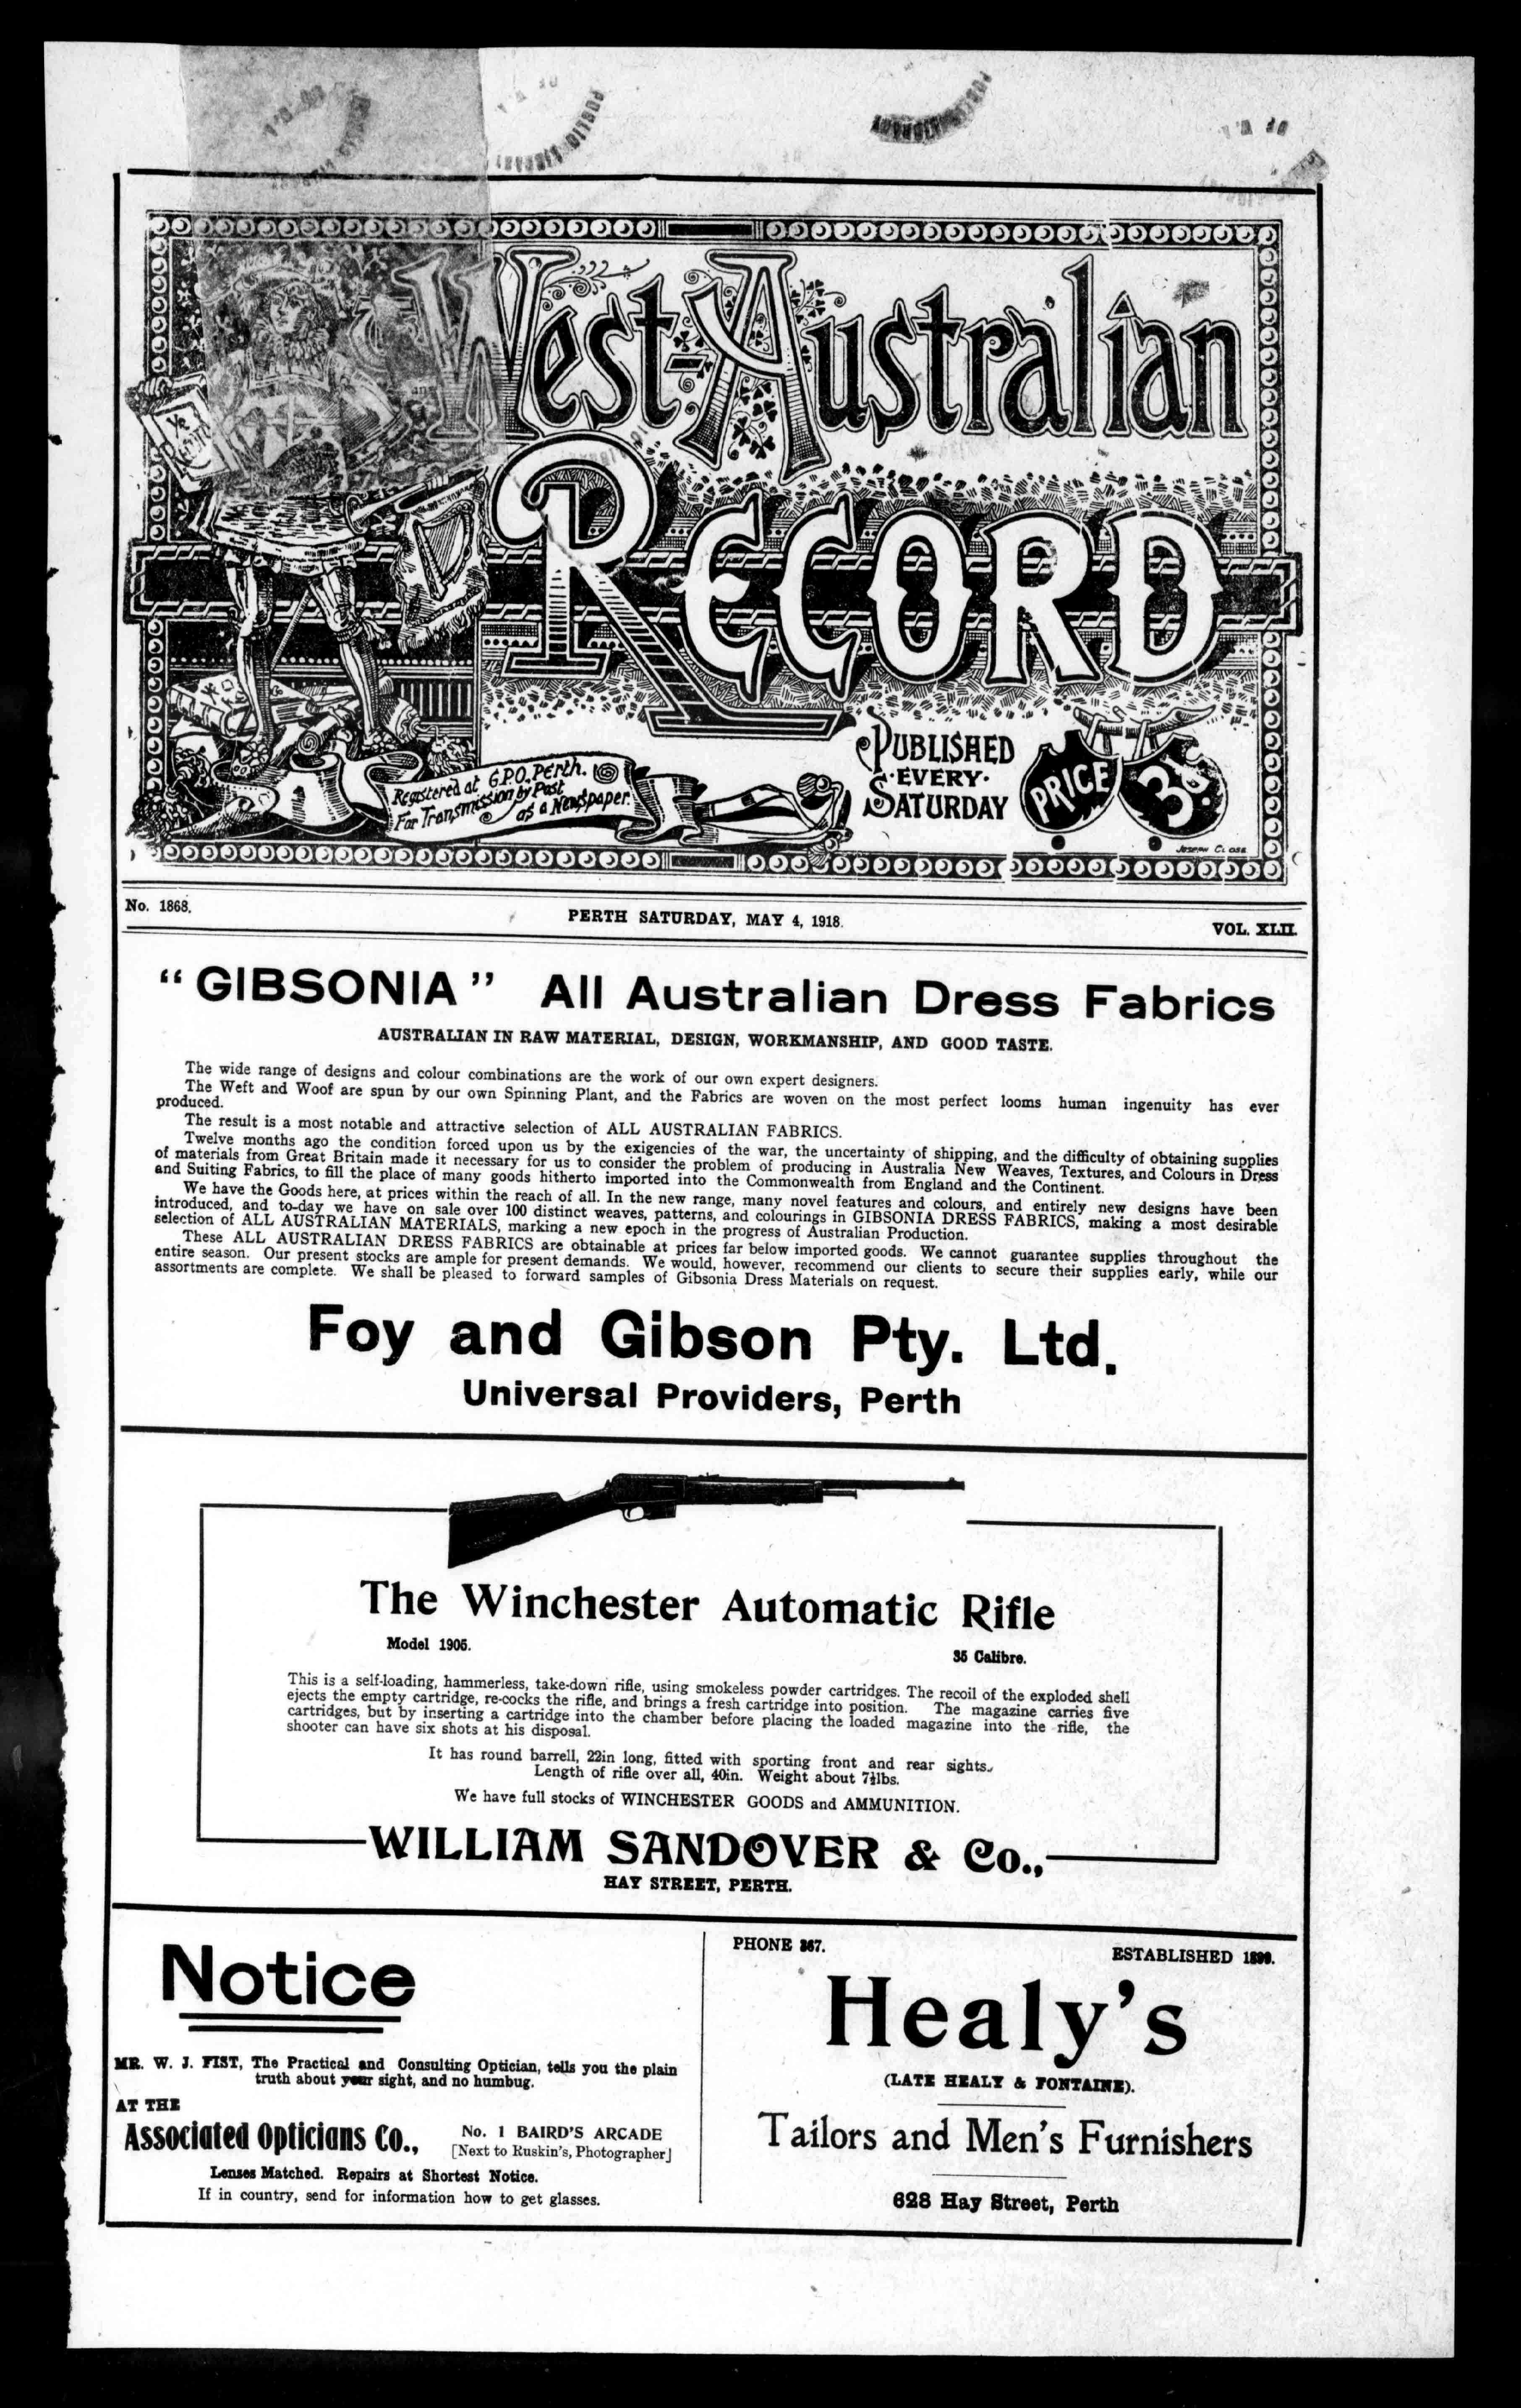 PUBLIC LIBRARY
West-Australian
RECORD
Registered at G.P.O. Perth.
For Transmission by Post
as a Newspaper.
PUBLISHED
EVERY
SATURDAY
PRICE 3d.
JOSEPH CLOSE
No. 1868.
PERTH SATURDAY, MAY 4, 1918.
VOL. XLII.
"GIBSONIA" All Australian Dress Fabrics
AUSTRALIAN IN RAW MATERIAL, DESIGN, WORKMANSHIP, AND GOOD TASTE.
The wide range of designs and colour combinations are the work of our own expert designers.
The Weft and Woof are spun by our own Spinning Plant, and the Fabrics are woven on the most perfect looms human ingenuity has ever
produced.
The result is a most notable and attractive selection of ALL AUSTRALIAN FABRICS.
Twelve months ago the condition forced upon us by the exigencies of the war, the uncertainty of shipping, and the difficulty of obtaining supplies
of materials from Great Britain made it necessary for us to consider the problem of producing in Australia New Weaves, Textures, and Colours in Dress
and Suiting Fabrics, to fill the place of many goods hitherto imported into the Commonwealth from England and the Continent.
We have the Goods here, at prices within the reach of all. In the new range, many novel features and colours, and entirely new designs have been
introduced, and to-day we have on sale over 100 distinct weaves, patterns, and colourings in GIBSONIA DRESS FABRICS, making a most desirable
selection of ALL AUSTRALIAN MATERIALS, marking a new epoch in the progress of Australian Production.
These ALL AUSTRALIAN DRESS FABRICS are obtainable at prices far below imported goods. We cannot guarantee supplies throughout the
entire season. Our present stocks are ample for present demands. We would, however, recommend our clients to secure their supplies early, while our
assortments are complete. We shall be pleased to forward samples of Gibsonia Dress Materials on request.
Foy and Gibson Pty. Ltd.
Universal Providers, Perth
The Winchester Automatic Rifle
Model 1905.
35 Calibre.
This is a self-loading, hammerless, take-down rifle, using smokeless powder cartridges. The recoil of the exploded shell
ejects the empty cartridge, re-cocks the rifle, and brings a fresh cartridge into position. The magazine carries five
cartridges, but by inserting a cartridge into the chamber before placing the loaded magazine into the rifle, the
shooter can have six shots at his disposal.
It has round barrell, 22in long, fitted with sporting front and rear sights.
Length of rifle over all, 40in. Weight about 7½lbs.
We have full stocks of WINCHESTER GOODS and AMMUNITION.
WILLIAM SANDOVER & Co.,
HAY STREET, PERTH.
Notice
MR. W. J. FIST, The Practical and Consulting Optician, tells you the plain
truth about your sight, and no humbug.
AT THE
Associated Opticians Co.,
No. 1 BAIRD'S ARCADE
[Next to Ruskin's, Photographer]
Lenses Matched. Repairs at Shortest Notice.
If in country, send for information how to get glasses.
PHONE 367.
ESTABLISHED
Healy's
(LATE HEALY & FONTAINE).
Tailors and Men's Furnishers
628 Hay Street, Perth